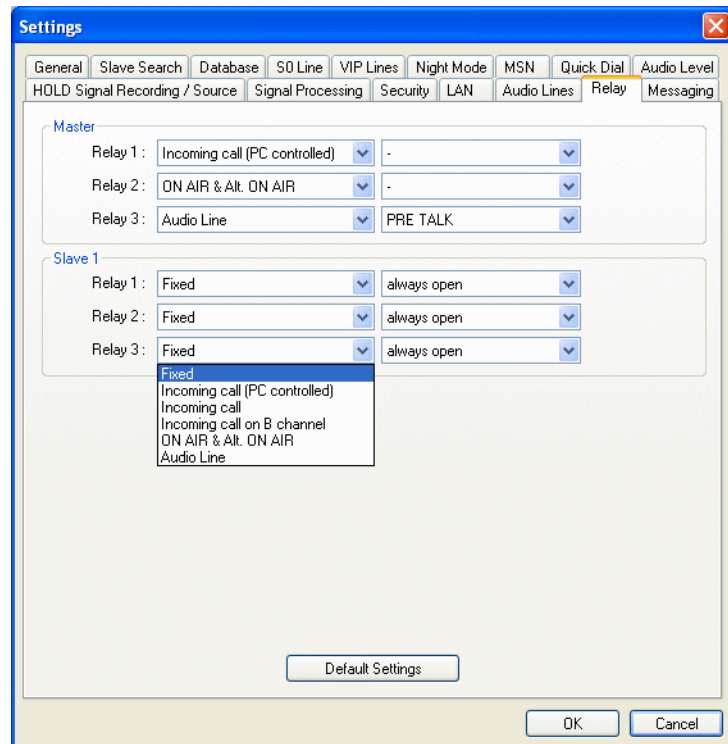 Settings
General Slave Search Database S0 Line VIP Lines Night Mode MSN Quick Dial Audio Level
HOLD Signal Recording / Source Signal Processing Security LAN Audio Lines Relay Messaging
Master
Relay 1 : Incoming call (PC controlled) -
Relay 2 : ON AIR & Alt. ON AIR -
Relay 3 : Audio Line PRE TALK
Slave 1
Relay 1 : Fixed always open
Relay 2 : Fixed always open
Relay 3 : Fixed always open
Fixed
Incoming call (PC controlled)
Incoming call
Incoming call on B channel
ON AIR & Alt. ON AIR
Audio Line
Default Settings
OK Cancel